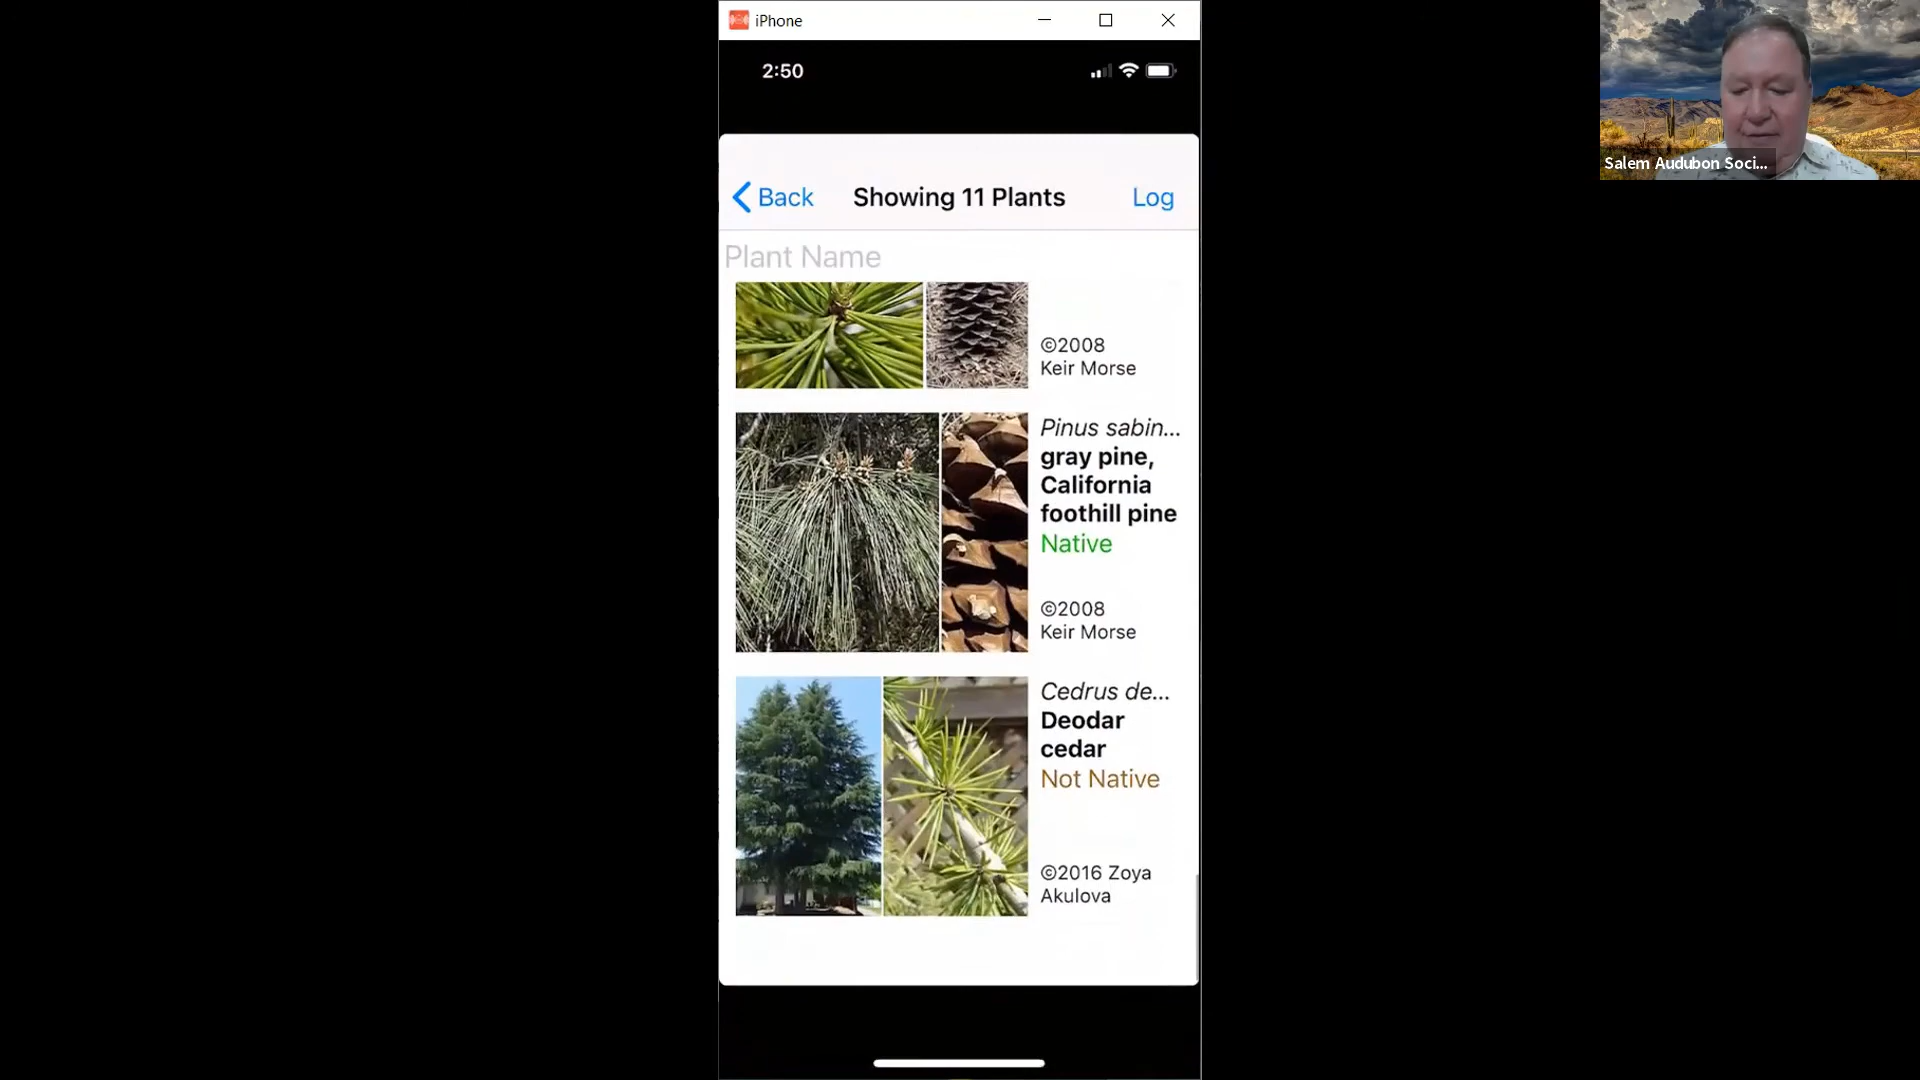 iPhone
2:50
Salem Audubon Soci...
Back
Showing 11 Plants
Log
Plant Name
©2008
Keir Morse
Pinus sabin...
gray pine,
California
foothill pine
Native
©2008
Keir Morse
Cedrus de...
Deodar
cedar
Not Native
©2016 Zoya
Akulova